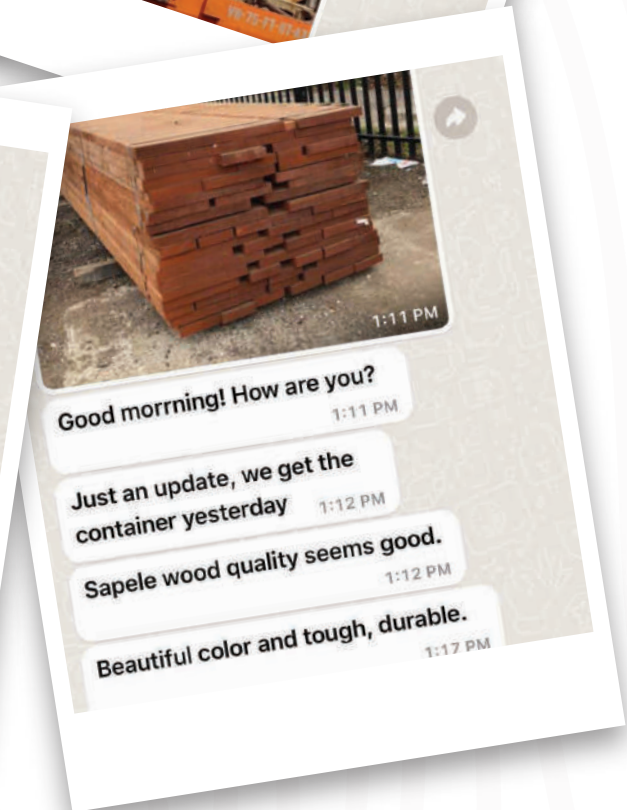 1:11 PM
Good morrning! How are you?
1:11 PM
Just an update, we get the
container yesterday 1:12 PM
Sapele wood quality seems good.
1:12 PM
Beautiful color and tough, durable.
1:17 PM